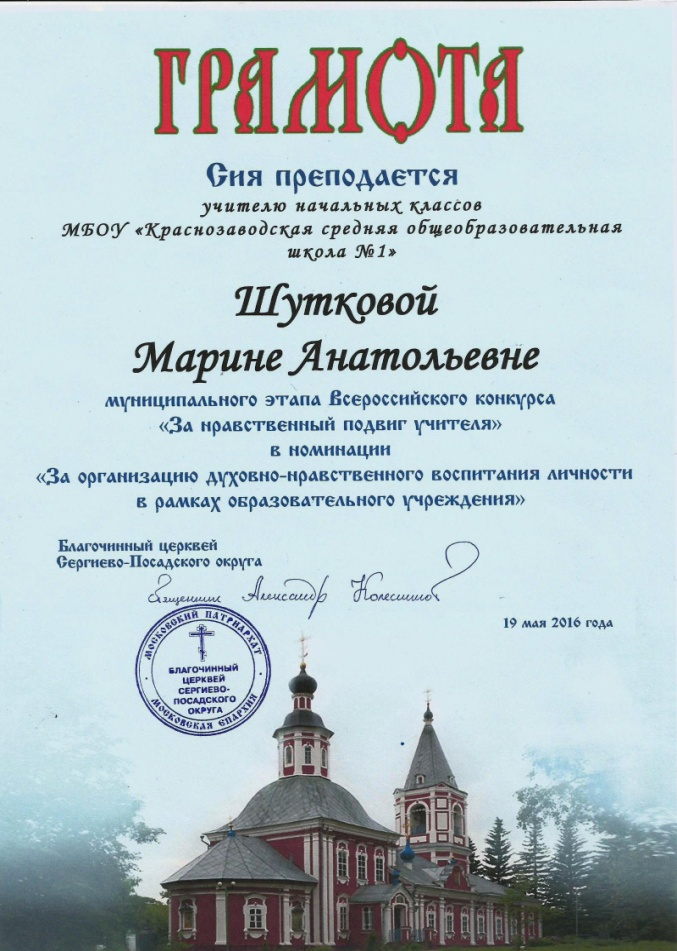 ГРАМОТА
Сия преподается
учителю начальных классов
МБОУ «Краснозаводская средняя общеобразовательная
школа №1»
Шутковой
Марине Анатольевне
муниципального этапа Всероссийского конкурса
«За нравственный подвиг учителя»
в номинации
«За организацию духовно-нравственного воспитания личности
в рамках образовательного учреждения»
Благочинный церквей
Сергиево-Посадского округа
Священник Александр Колесников
19 мая 2016 года
МОСКОВСКИЙ ПАТРИАРХАТ
БЛАГОЧИННЫЙ
ЦЕРКВЕЙ
СЕРГИЕВО-
ПОСАДСКОГО
ОКРУГА
МОСКОВСКАЯ ЕПАРХИЯ